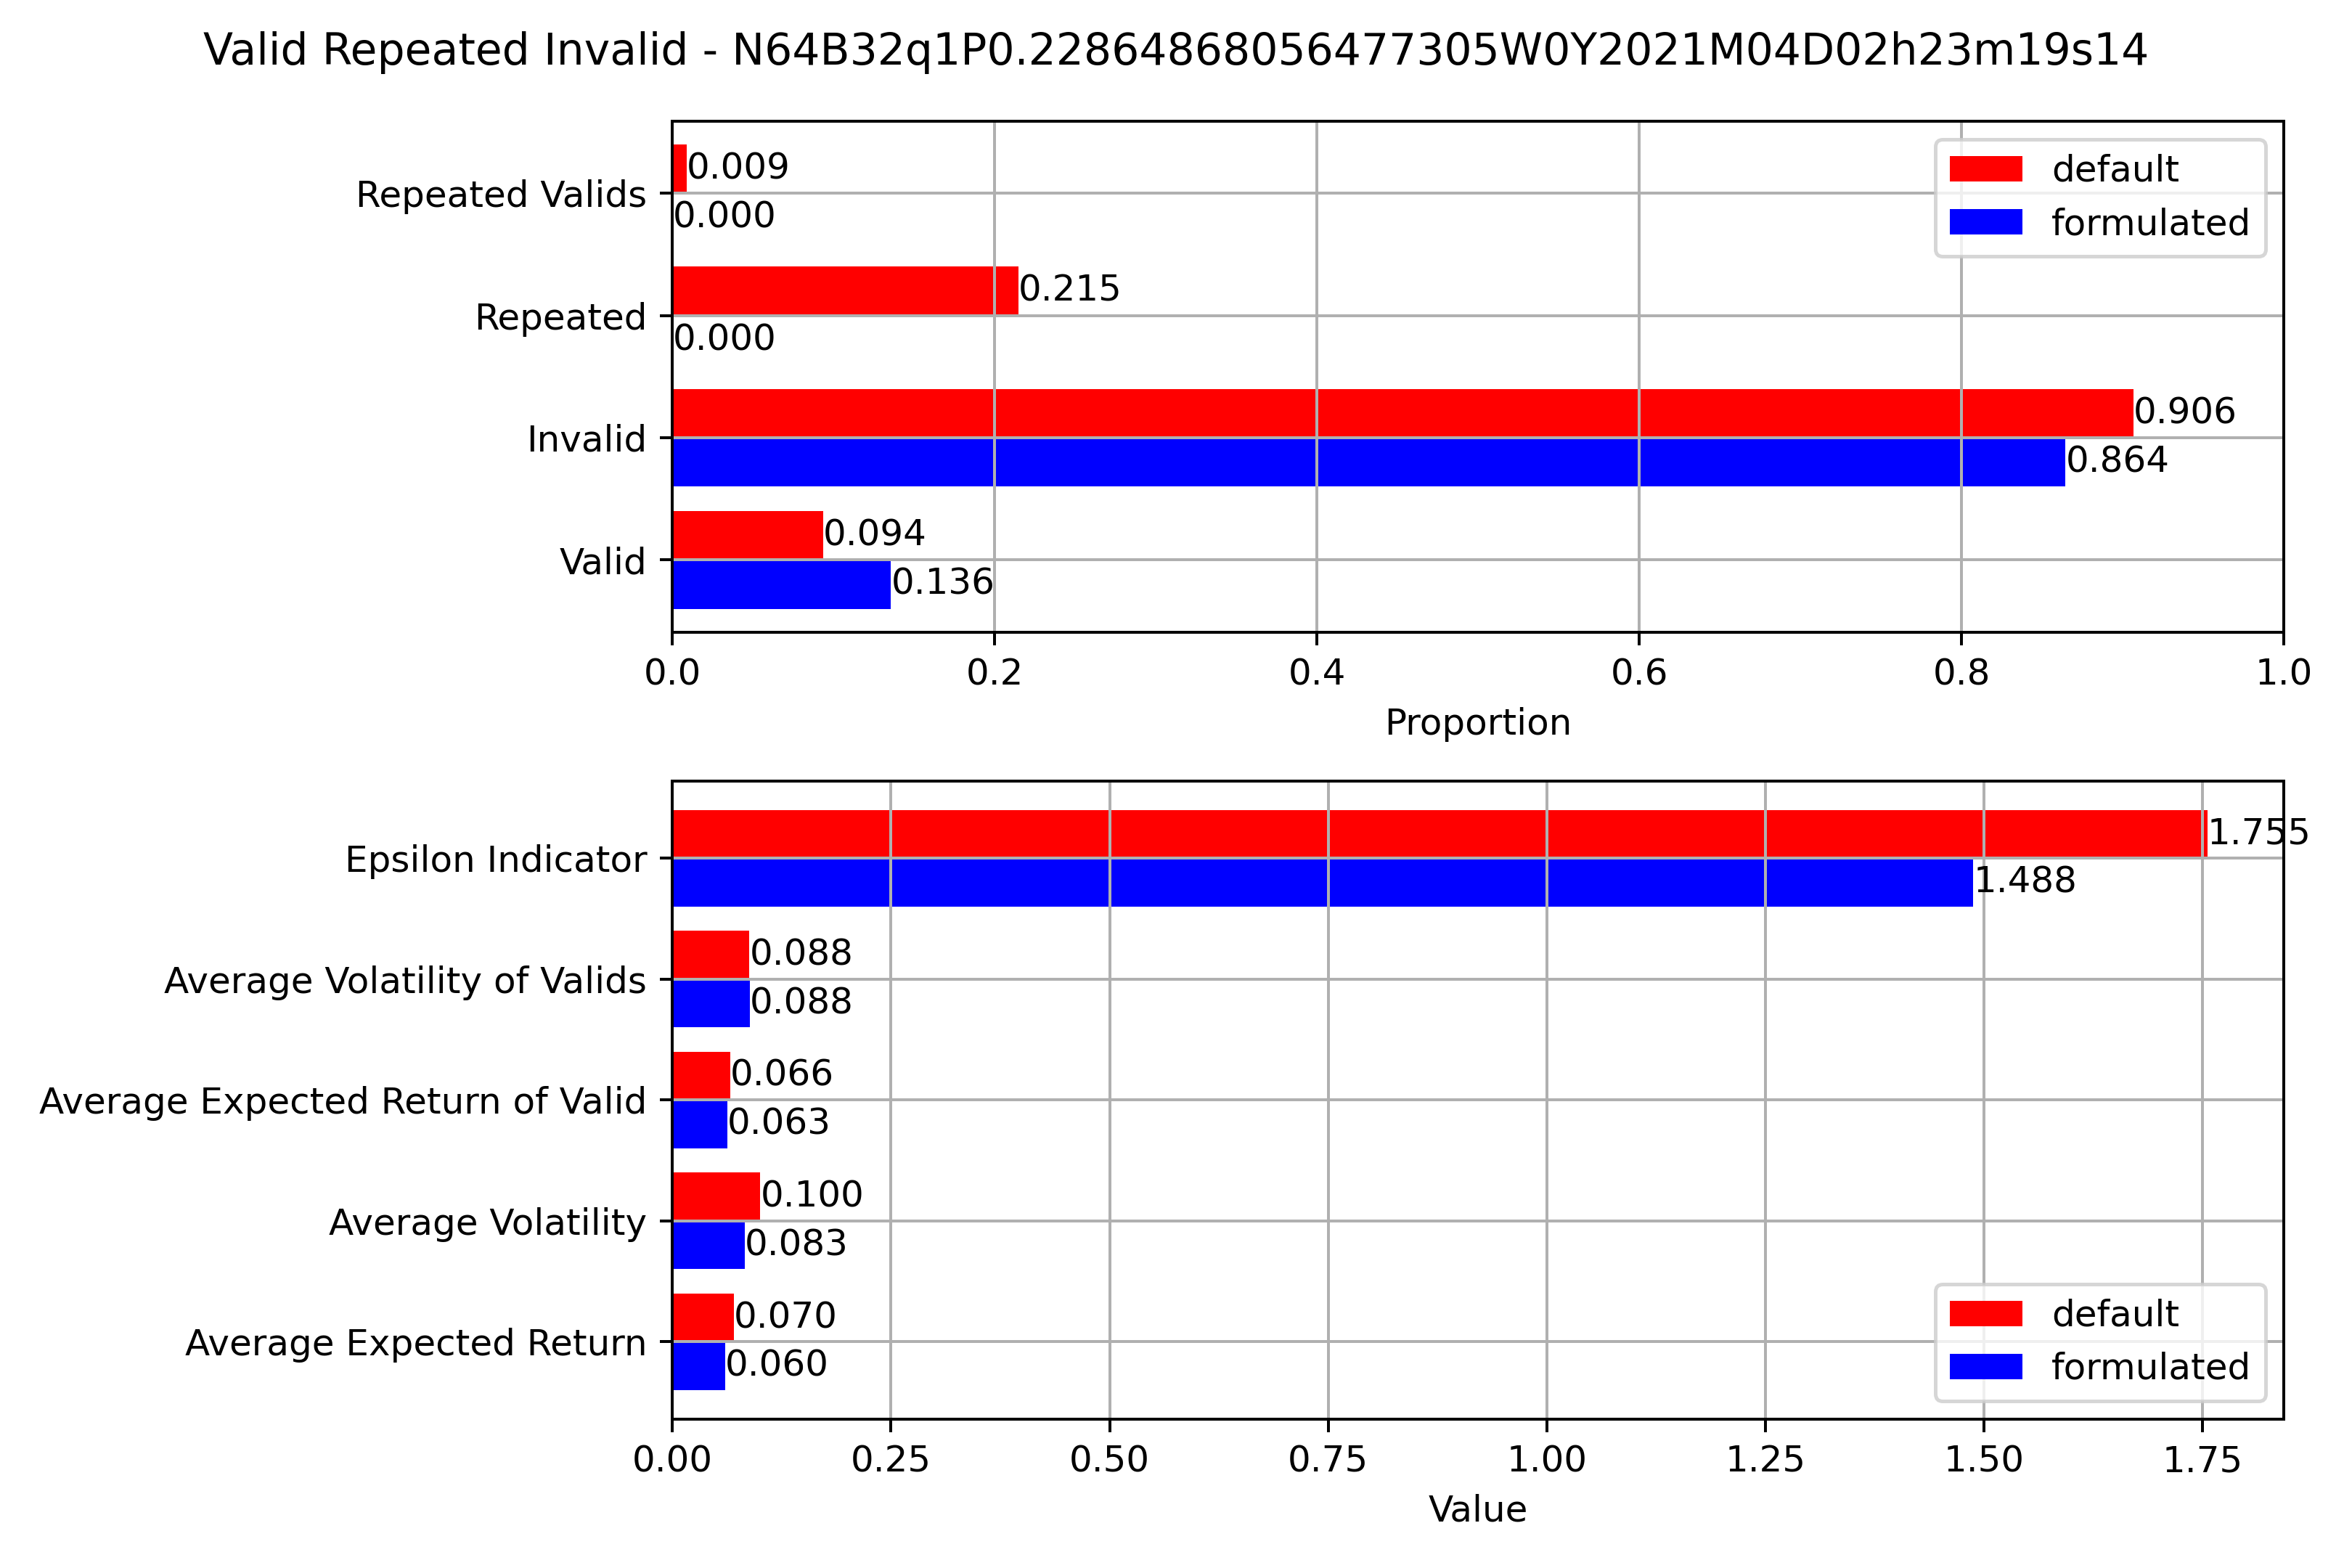 Valid Repeated Invalid - N64B32q1P0.22864868056477305W0Y2021M04D02h23m19s14
Repeated Valids
0.009
0.000
Repeated
0.215
0.000
Invalid
0.906
0.864
Valid
0.094
0.136
default
formulated
0.0 0.2 0.4 0.6 0.8 1.0
Proportion
Epsilon Indicator
1.755
1.488
Average Volatility of Valids
0.088
0.088
Average Expected Return of Valid
0.066
0.063
Average Volatility
0.100
0.083
Average Expected Return
0.070
0.060
default
formulated
0.00 0.25 0.50 0.75 1.00 1.25 1.50 1.75
Value